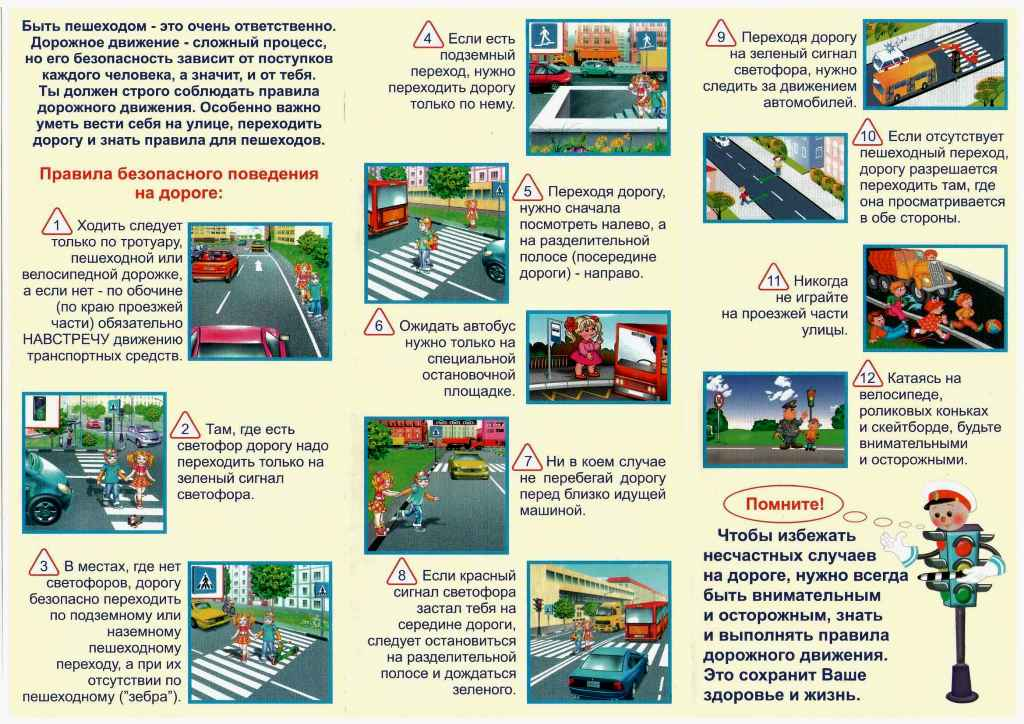 Быть пешеходом - это очень ответственно.
Дорожное движение - сложный процесс,
но его безопасность зависит от поступков
каждого человека, а значит, и от тебя.
Ты должен строго соблюдать правила
дорожного движения. Особенно важно
уметь вести себя на улице, переходить
дорогу и знать правила для пешеходов.
Правила безопасного поведения
на дороге:
1 Ходить следует
только по тротуару,
пешеходной или
велосипедной дорожке,
а если нет - по обочине
(по краю проезжей
части) обязательно
НАВСТРЕЧУ движению
транспортных средств.
2 Там, где есть
светофор дорогу надо
переходить только на
зеленый сигнал
светофора.
3 В местах, где нет
светофоров, дорогу
безопасно переходить
по подземному или
наземному
пешеходному
переходу, а при их
отсутствии по
пешеходному ("зебра").
4 Если есть
подземный
переход, нужно
переходить дорогу
только по нему.
5 Переходя дорогу,
нужно сначала
посмотреть налево, а
на разделительной
полосе (посередине
дороги) - направо.
6 Ожидать автобус
нужно только на
специальной
остановочной
площадке.
7 Ни в коем случае
не перебегай дорогу
перед близко идущей
машиной.
8 Если красный
сигнал светофора
застал тебя на
середине дороги,
следует остановиться
на разделительной
полосе и дождаться
зеленого.
9 Переходя дорогу
на зеленый сигнал
светофора, нужно
следить за движением
автомобилей.
10 Если отсутствует
пешеходный переход,
дорогу разрешается
переходить там, где
она просматривается
в обе стороны.
11 Никогда
не играйте
на проезжей части
улицы.
12 Катаясь на
велосипеде,
роликовых коньках
и скейтборде, будьте
внимательными
и осторожными.
Помните!
Чтобы избежать
несчастных случаев
на дороге, нужно всегда
быть внимательным
и осторожным, знать
и выполнять правила
дорожного движения.
Это сохранит Ваше
здоровье и жизнь.